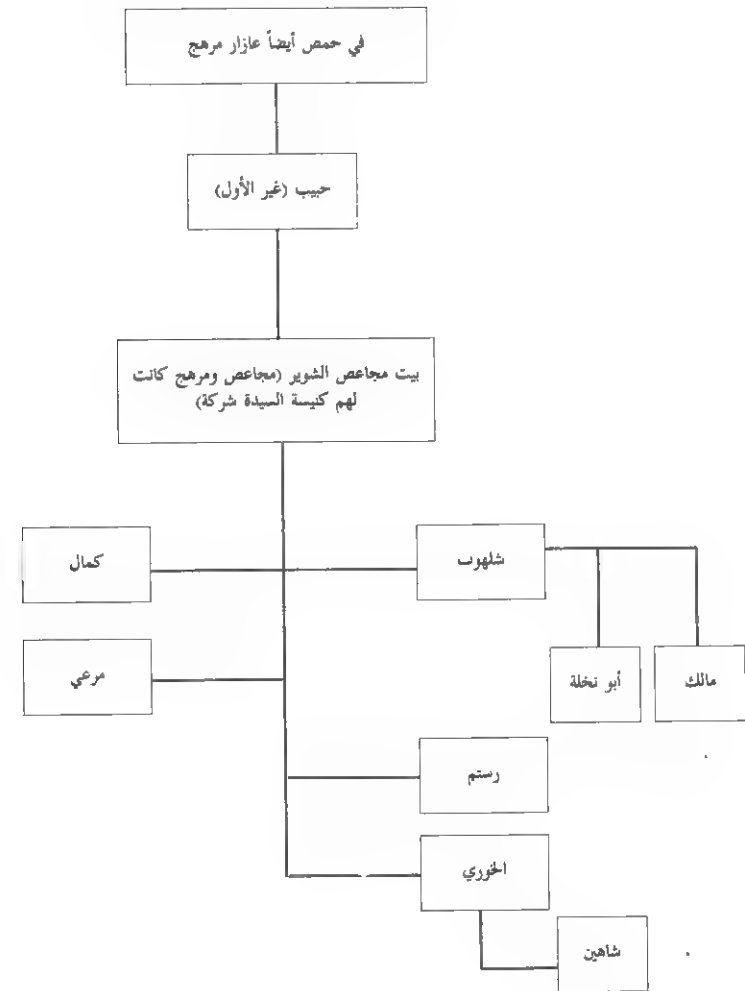 في حمص أيضاً عازار مرهج
حبيب (غير الأول)
بيت مجاعص الشوير (مجاعص ومرهج كانت
لهم كنيسة السيدة شركة)
شلهوب
كمال
مالك
أبو نخلة
مرعي
رستم
الخوري
شاهين